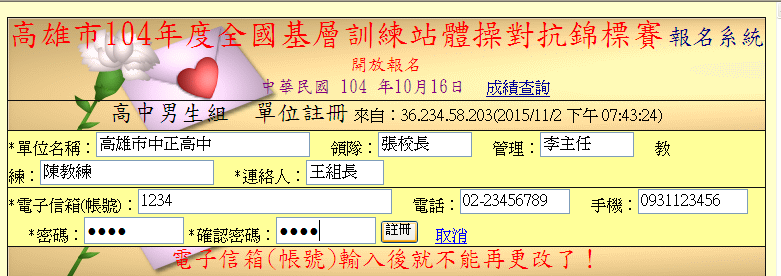 高雄市104年度全國基層訓練站體操對抗錦標賽 報名系統
開放報名
中華民國 104 年10月16日 成績查詢
高中男生組 單位註冊 來自：36.234.58.203(2015/11/2 下午 07:43:24)
*單位名稱：高雄市中正高中 領隊：張校長 管理：李主任 教
練：陳教練 *連絡人：王組長
*電子信箱(帳號)：1234 電話：02-23456789 手機：0931123456
*密碼：●●●● *確認密碼：●●●● 註冊 取消
電子信箱(帳號)輸入後就不能再更改了！